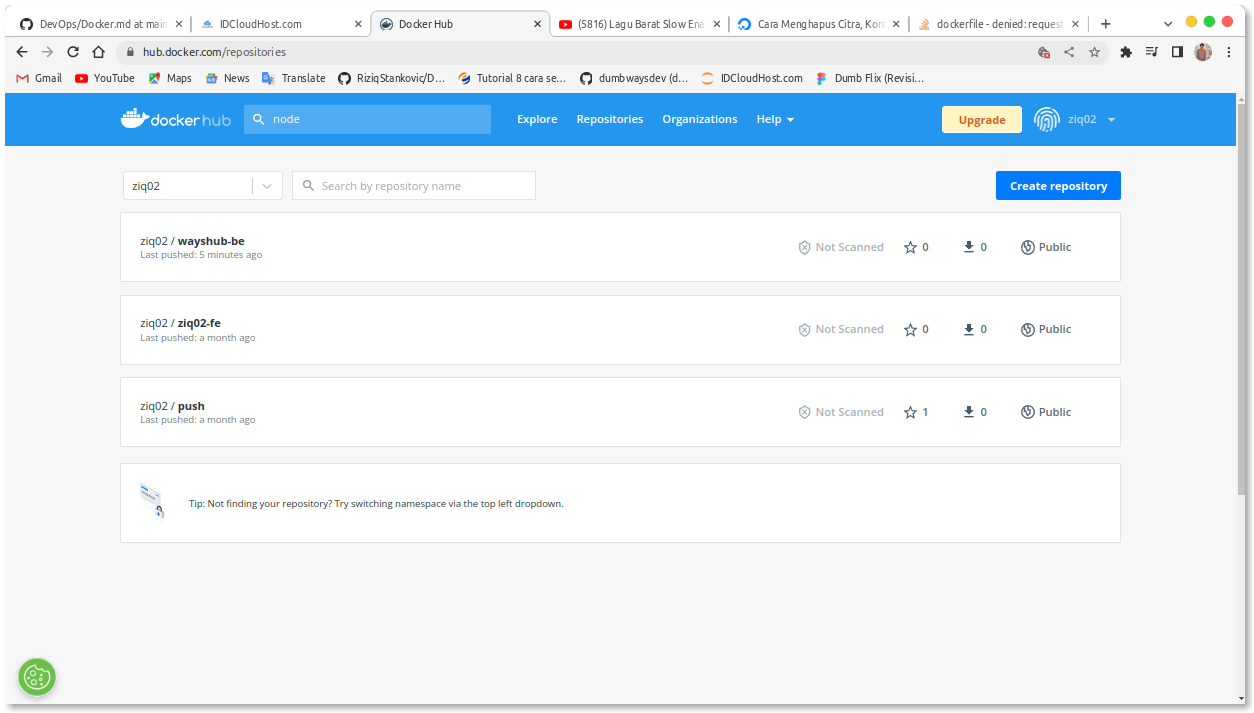 DevOps/Docker.md at main
IDCloudHost.com
Docker Hub
(5816) Lagu Barat Slow Ena
Cara Menghapus Citra, Kon
dockerfile - denied: request
hub.docker.com/repositories
Gmail
YouTube
Maps
News
Translate
RiziqStankovic/D...
Tutorial 8 cara se...
dumbwaysdev (d...
IDCloudHost.com
Dumb Flix (Revisi...
docker hub
node
Explore
Repositories
Organizations
Help
Upgrade
ziq02
ziq02
Search by repository name
Create repository
ziq02 / wayshub-be
Last pushed: 5 minutes ago
Not Scanned
0
0
Public
ziq02 / ziq02-fe
Last pushed: a month ago
Not Scanned
0
0
Public
ziq02 / push
Last pushed: a month ago
Not Scanned
1
0
Public
Tip: Not finding your repository? Try switching namespace via the top left dropdown.